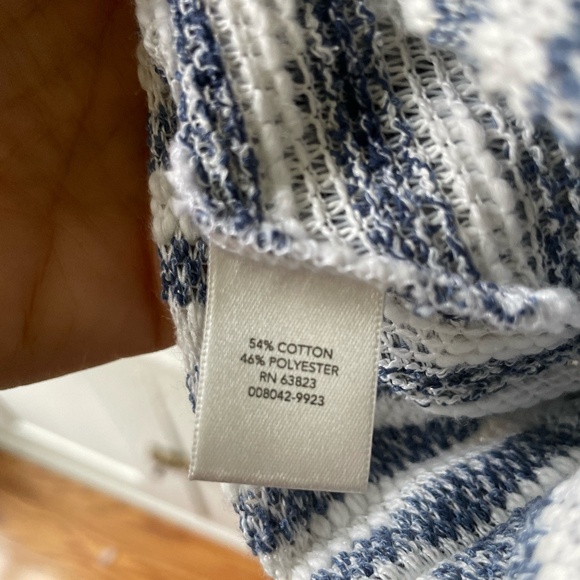 54% COTTON
46% POLYESTER
RN 63823
008042-9923